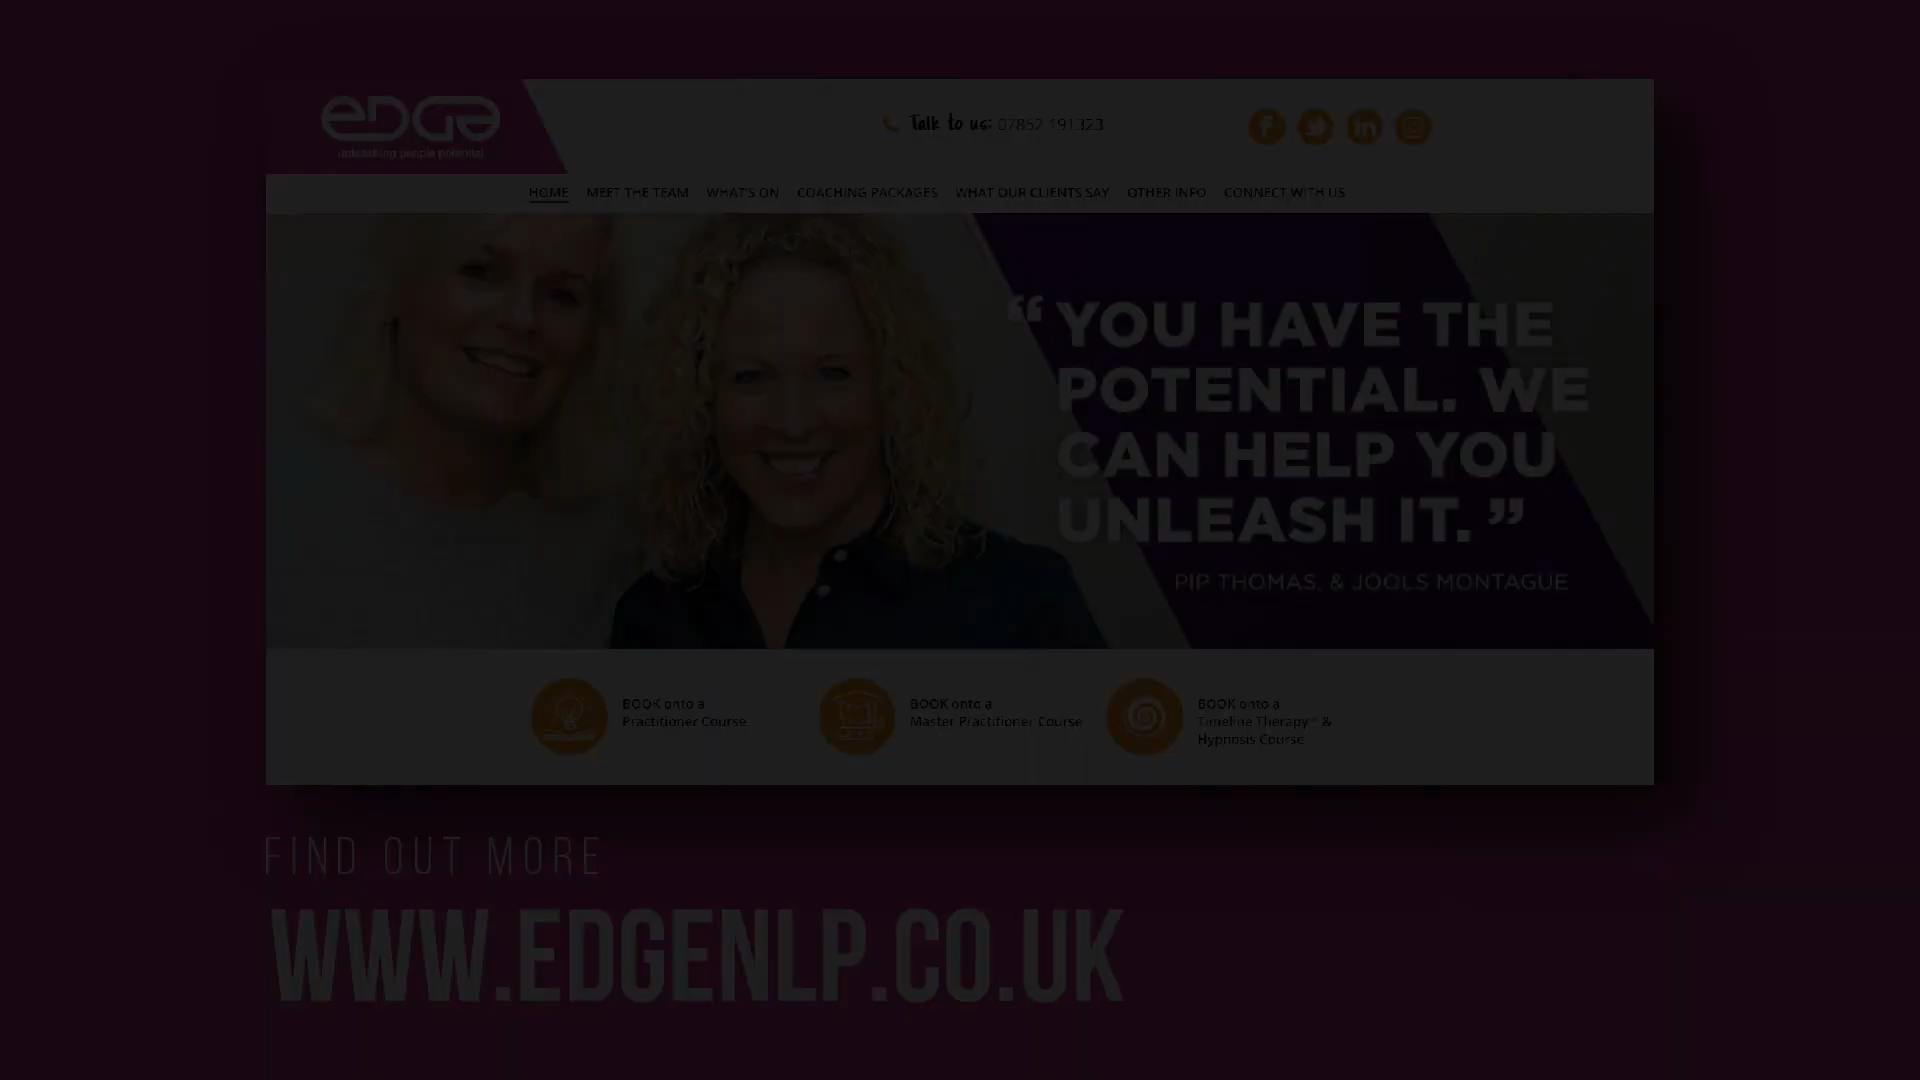 EDGE
unleashing people potential
Talk to us: 07852 191323
HOME MEET THE TEAM WHAT'S ON COACHING PACKAGES WHAT OUR CLIENTS SAY OTHER INFO CONNECT WITH US
“YOU HAVE THE
POTENTIAL. WE
CAN HELP YOU
UNLEASH IT.”
PIP THOMAS, & JOOLS MONTAGUE
BOOK onto a
Practitioner Course
BOOK onto a
Master Practitioner Course
BOOK onto a
Timeline Therapy™ &
Hypnosis Course
FIND OUT MORE
WWW.EDGENLP.CO.UK